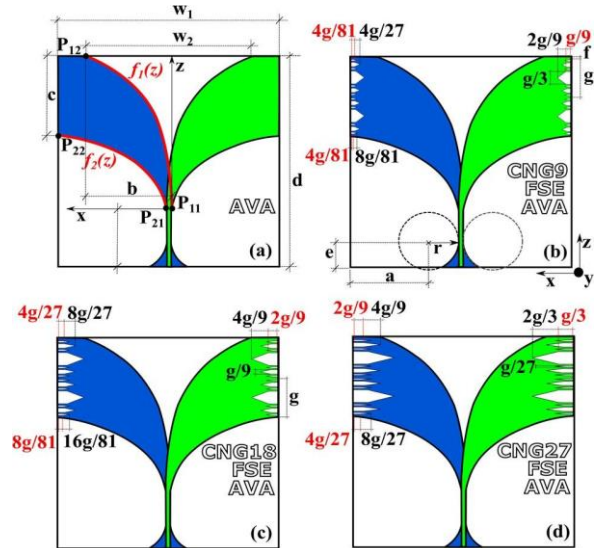 w1
w2
P12
f1(z)
z
c
P22
f2(z)
b
d
x
P21
P11
AVA
(a)
4g/81 4g/27
2g/9 g/9
f
g/3
g
4g/81 8g/81
CNG9
FSE
AVA
e
r
a
(b)
z
x
y
4g/27 8g/27
4g/9 2g/9
g/9
g
8g/81 16g/81
CNG18
FSE
AVA
(c)
2g/9 4g/9
2g/3 g/3
g/27
4g/27 8g/27
CNG27
FSE
AVA
(d)